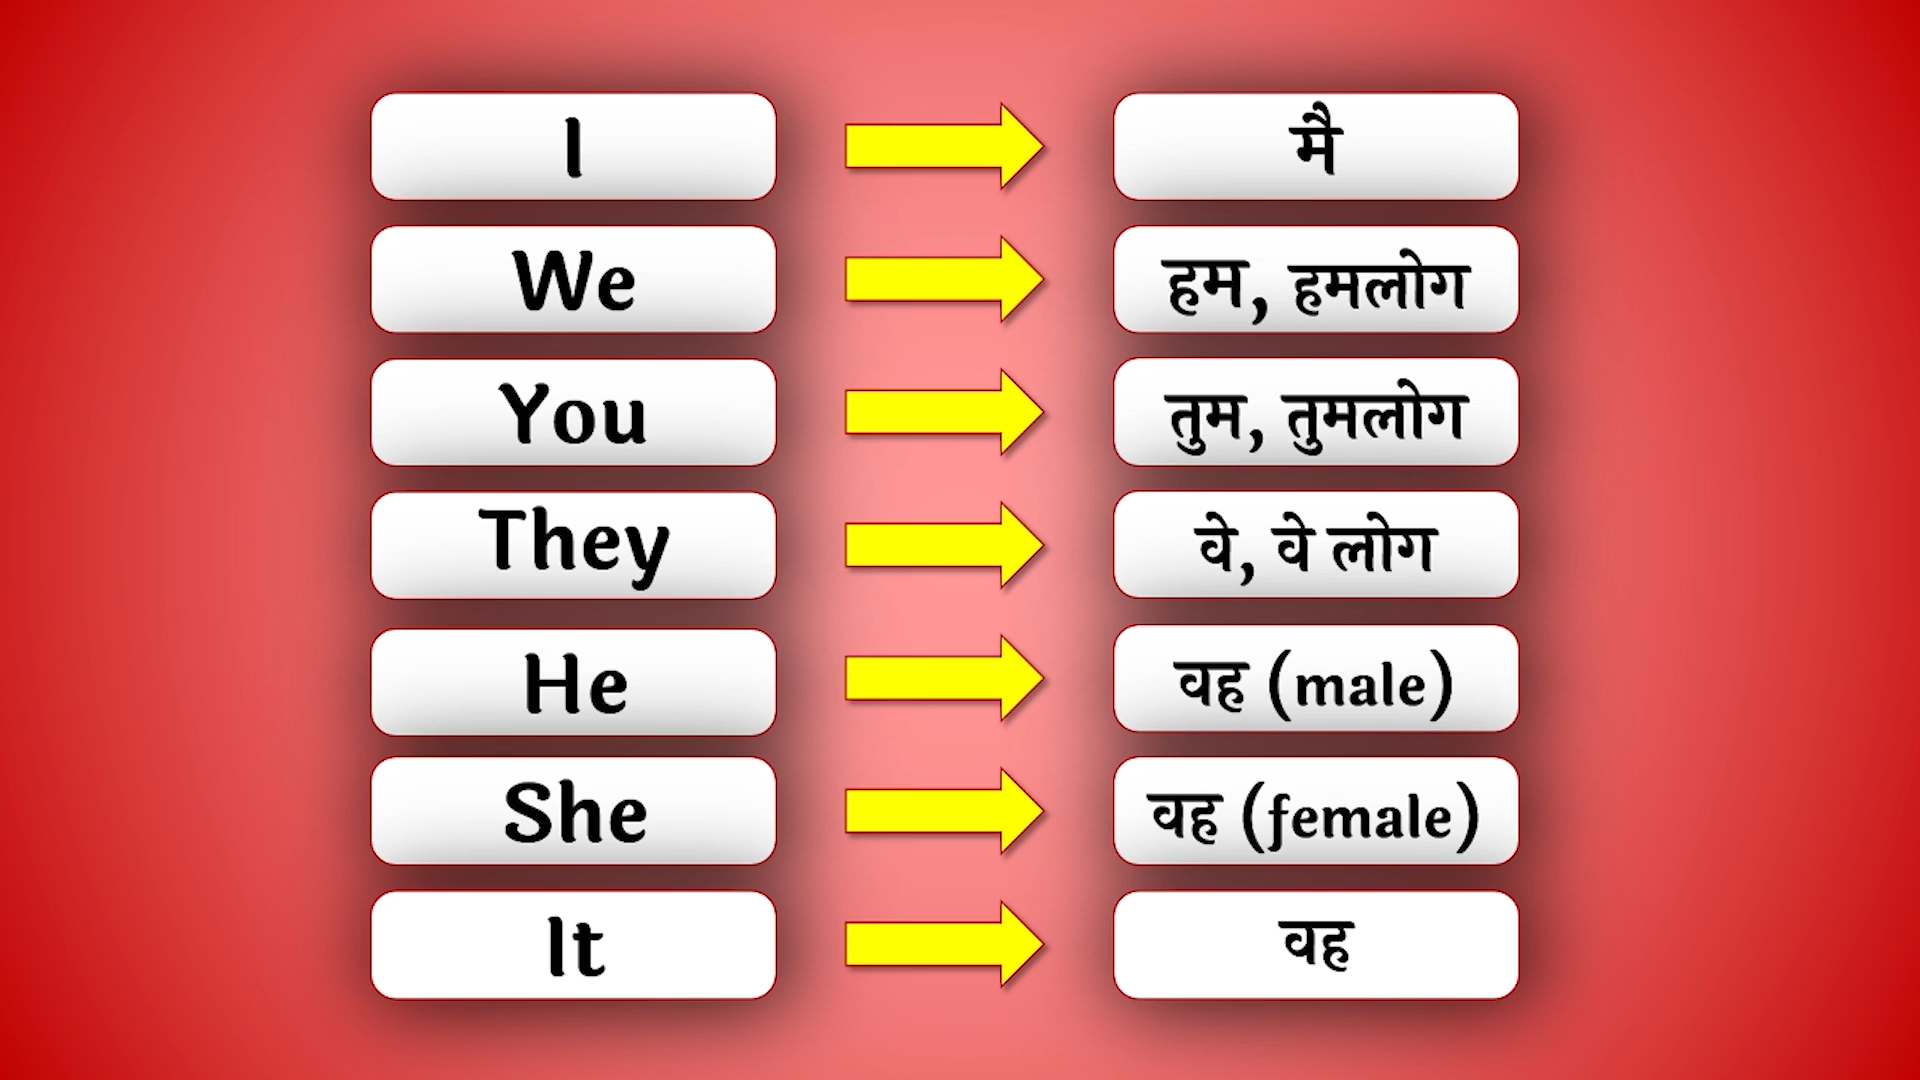 I मै
We हम, हमलोग
You तुम, तुमलोग
They वे, वे लोग
He वह (male)
She वह (female)
It वह